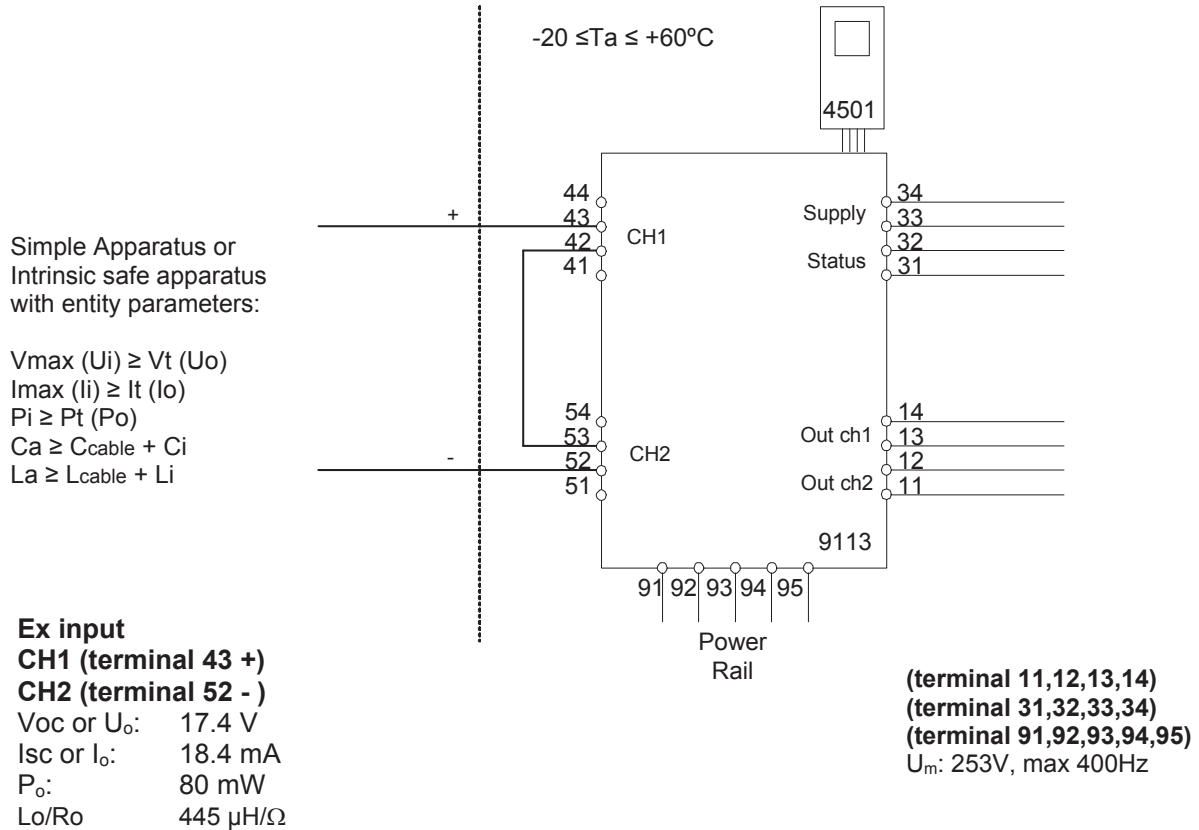 -20 ≤Ta ≤ +60ºC
4501
44
43
42
41
+
CH1
Supply
Status
34
33
32
31
Simple Apparatus or
Intrinsic safe apparatus
with entity parameters:
Vmax (Ui) ≥ Vt (Uo)
Imax (Ii) ≥ It (Io)
Pi ≥ Pt (Po)
Ca ≥ Ccable + Ci
La ≥ Lcable + Li
54
53
52
51
-
CH2
Out ch1
Out ch2
14
13
12
11
9113
91 92 93 94 95
Power
Rail
Ex input
CH1 (terminal 43 +)
CH2 (terminal 52 - )
Voc or Uo: 17.4 V
Isc or Io: 18.4 mA
Po: 80 mW
Lo/Ro 445 µH/Ω
(terminal 11,12,13,14)
(terminal 31,32,33,34)
(terminal 91,92,93,94,95)
Um: 253V, max 400Hz